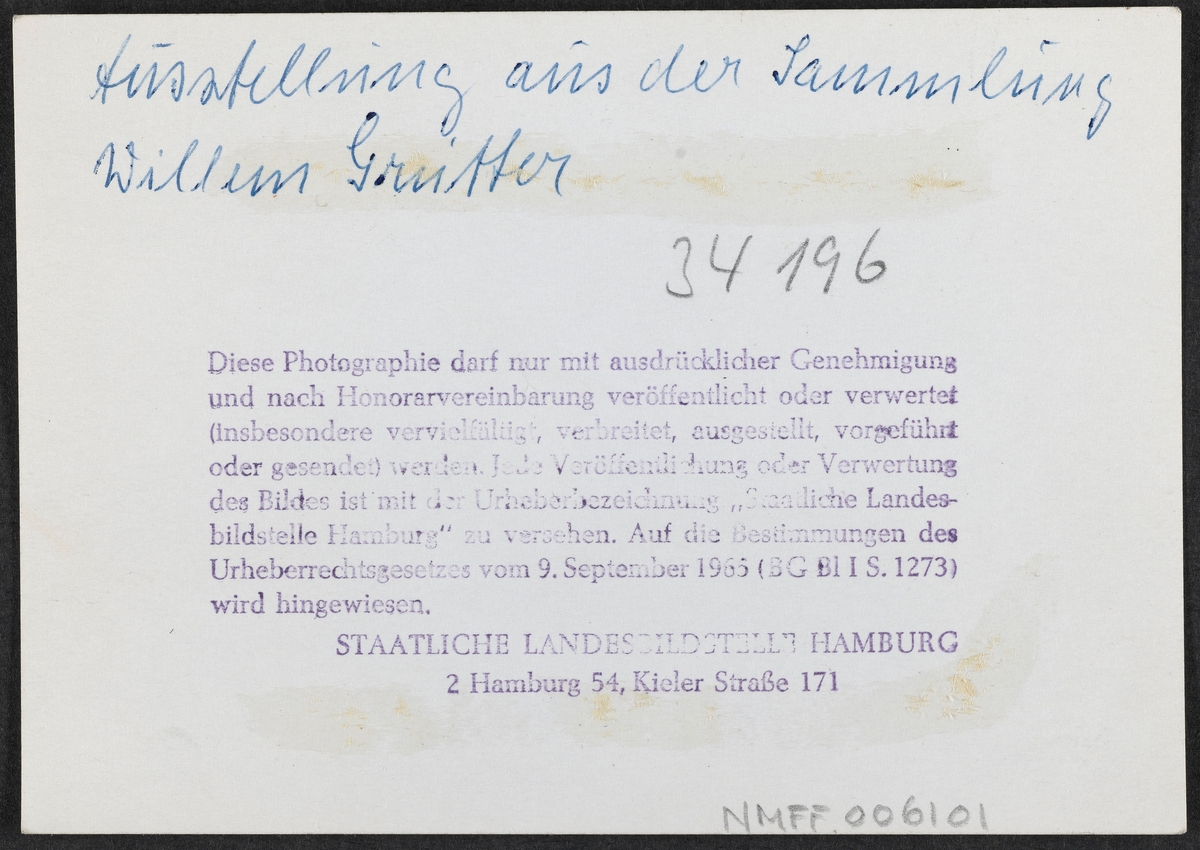 Ausstellung aus der Sammlung
Willem Grütter
34 196
Diese Photographie darf nur mit ausdrücklicher Genehmigung
und nach Honorarvereinbarung veröffentlicht oder verwertet
(insbesondere vervielfältigt, verbreitet, ausgestellt, vorgeführt
oder gesendet) werden. Jede Veröffentlichung oder Verwertung
des Bildes ist mit der Urheberbezeichnung „Staatliche Landes-
bildstelle Hamburg“ zu versehen. Auf die Bestimmungen des
Urheberrechtsgesetzes vom 9. September 1965 (BG Bl I S. 1273)
wird hingewiesen.
STAATLICHE LANDESBILDSTELLE HAMBURG
2 Hamburg 54, Kieler Straße 171
NMFF.006101